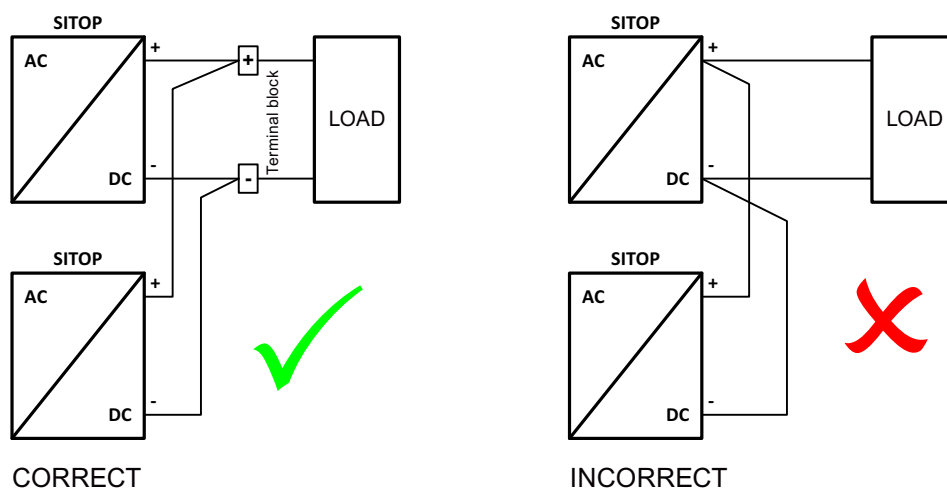 SITOP
AC
DC
+
-
+
-
Terminal block
LOAD
SITOP
AC
DC
+
-
CORRECT
SITOP
AC
DC
+
-
LOAD
SITOP
AC
DC
+
-
INCORRECT